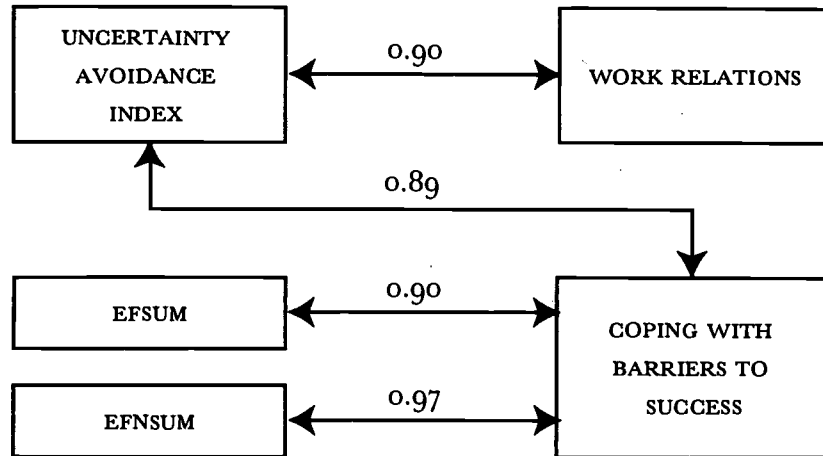 UNCERTAINTY
AVOIDANCE
INDEX
0.90
WORK RELATIONS
0.89
EFSUM
0.90
COPING WITH
BARRIERS TO
SUCCESS
EFNSUM
0.97